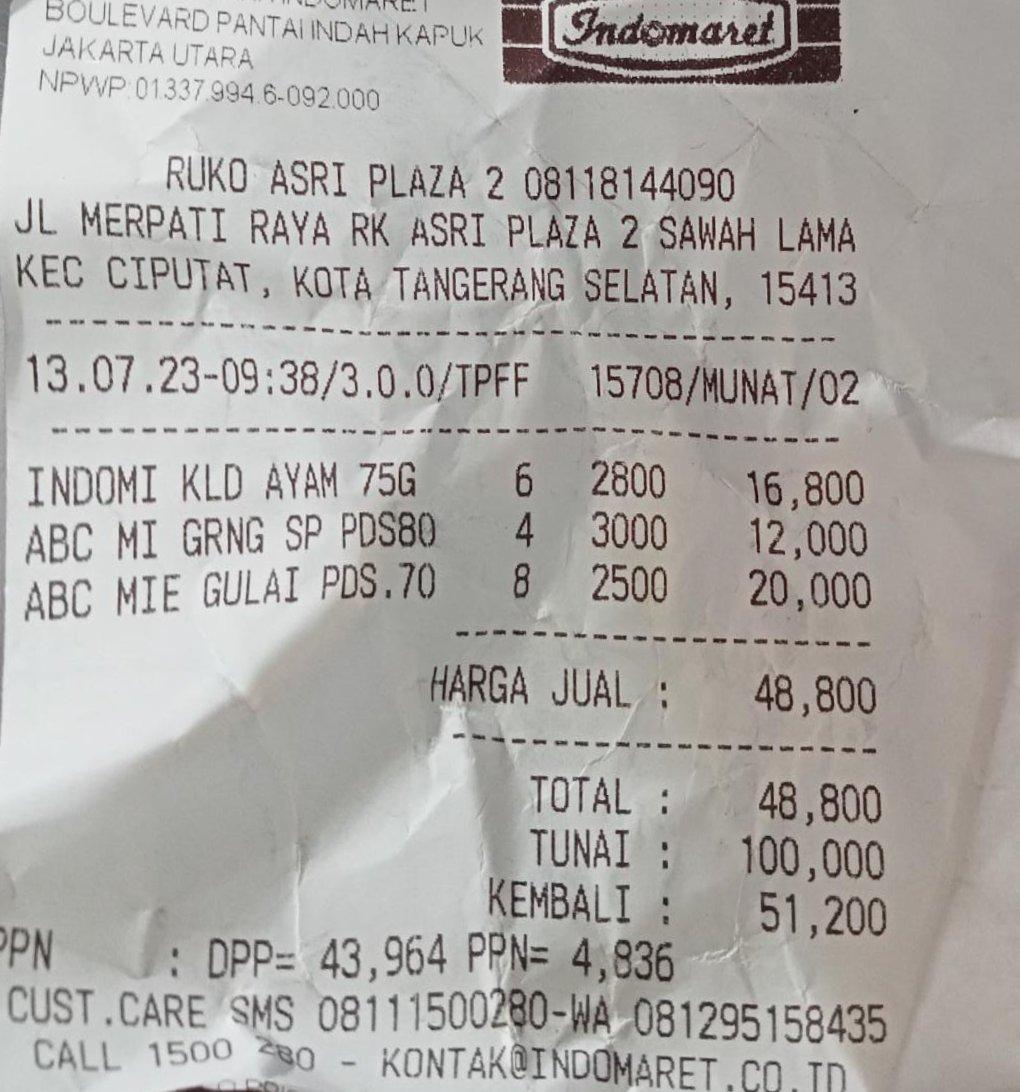 INDOMARET
BOULEVARD PANTAI INDAH KAPUK
JAKARTA UTARA
NPWP:01.337.994.6-092.000
Indomaret
RUKO ASRI PLAZA 2 08118144090
JL MERPATI RAYA RK ASRI PLAZA 2 SAWAH LAMA
KEC CIPUTAT, KOTA TANGERANG SELATAN, 15413
13.07.23-09:38/3.0.0/TPFF 15708/MUNAT/02
INDOMI KLD AYAM 75G 6 2800 16,800
ABC MI GRNG SP PDS80 4 3000 12,000
ABC MIE GULAI PDS.70 8 2500 20,000
HARGA JUAL : 48,800
TOTAL : 48,800
TUNAI : 100,000
KEMBALI : 51,200
PPN : DPP= 43,964 PPN= 4,836
CUST.CARE SMS 08111500280-WA 081295158435
CALL 1500 280 - KONTAK@INDOMARET.CO.ID